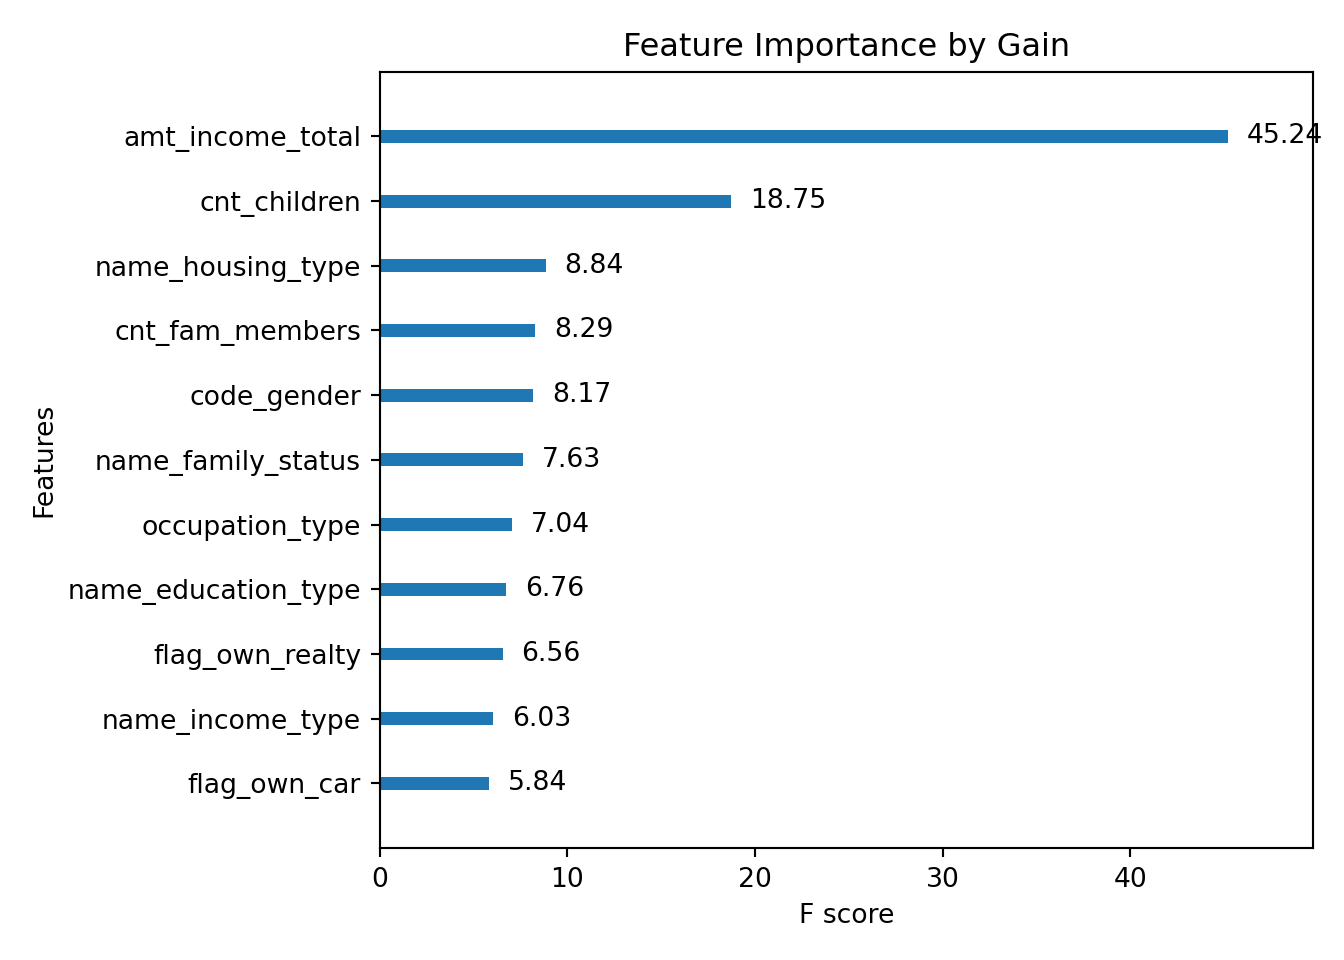 Feature Importance by Gain
amt_income_total 45.24
cnt_children 18.75
name_housing_type 8.84
cnt_fam_members 8.29
code_gender 8.17
name_family_status 7.63
occupation_type 7.04
name_education_type 6.76
flag_own_realty 6.56
name_income_type 6.03
flag_own_car 5.84
Features
0 10 20 30 40
F score